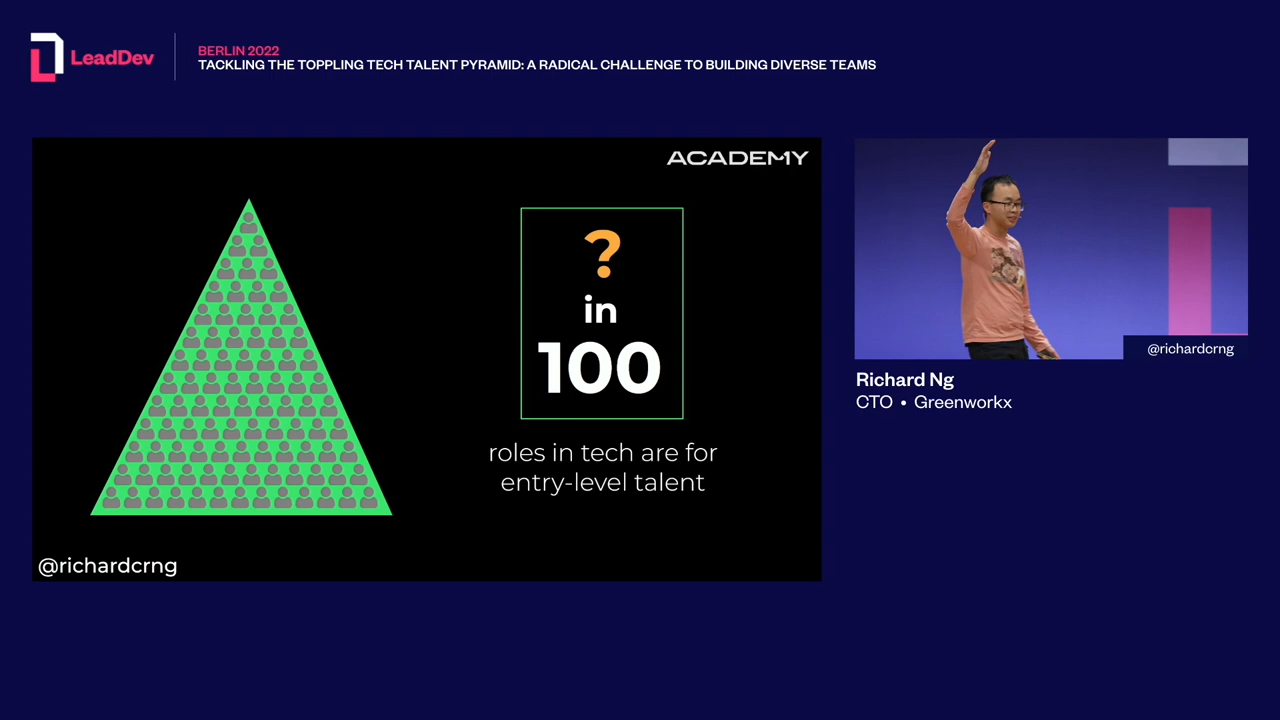 LeadDev
BERLIN 2022
TACKLING THE TOPPLING TECH TALENT PYRAMID: A RADICAL CHALLENGE TO BUILDING DIVERSE TEAMS
ACADEMY
?
in
100
roles in tech are for
entry-level talent
@richardcrng
@richardcrng
Richard Ng
CTO • Greenworkx